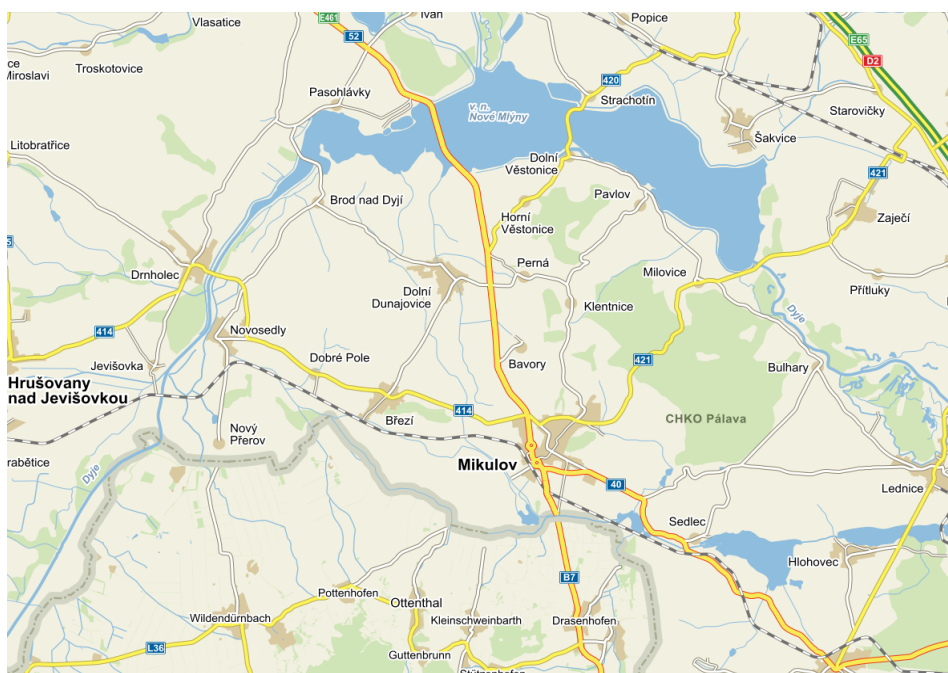 Vlasatice
E461
Ivaň
52
Popice
E65
D2
Troskotovice
Miroslavi
420
Pasohlávky
v. n.
Nové Mlýny
Strachotín
Starovičky
Šakvice
Litobratřice
Dolní
Věstonice
421
Brod nad Dyjí
Pavlov
Horní
Věstonice
Zaječí
Drnholec
Perná
Milovice
Dolní
Dunajovice
Přítluky
Klentnice
Dyje
414
Novosedly
Dobré Pole
Jevišovka
Bavory
421
Bulhary
Hrušovany
nad Jevišovkou
414
Březí
CHKO Pálava
Nový
Přerov
Mikulov
rabětice
Dyje
40
Lednice
Sedlec
Hlohovec
B7
Pottenhofen
Ottenthal
Wildendürnbach
Kleinschweinbarth
Drasenhofen
L36
Guttenbrunn
Stützenhofen